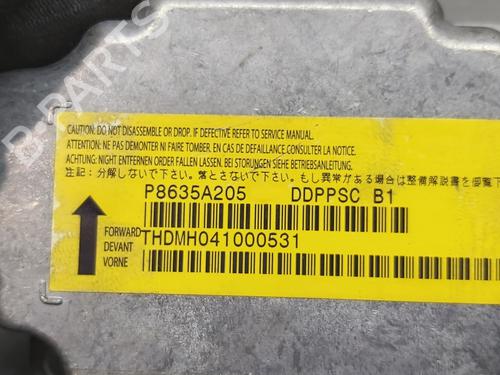 CAUTION: DO NOT DISASSEMBLE OR DROP. IF DEFECTIVE REFER TO SERVICE MANUAL.
ATTENTION: NE PAS DEMONTER NI FAIRE TOMBER. EN CAS DE DEFAILLANCE CONSULTER LA NOTICE.
ACHTUNG: NIGHT ENTFERNEN ORDER FALLEN LASSEN. BEI STORUNGEN SIEHE BETRIEBSANLEITUNG.
注記: 分解しないで下さい。落とさないで下さい。もし異常がある場合は整備解説書を御覧下
P8635A205 DDPPSC B1
FORWARD
DEVANT
VORNE
THDMH041000531
B-PARTS